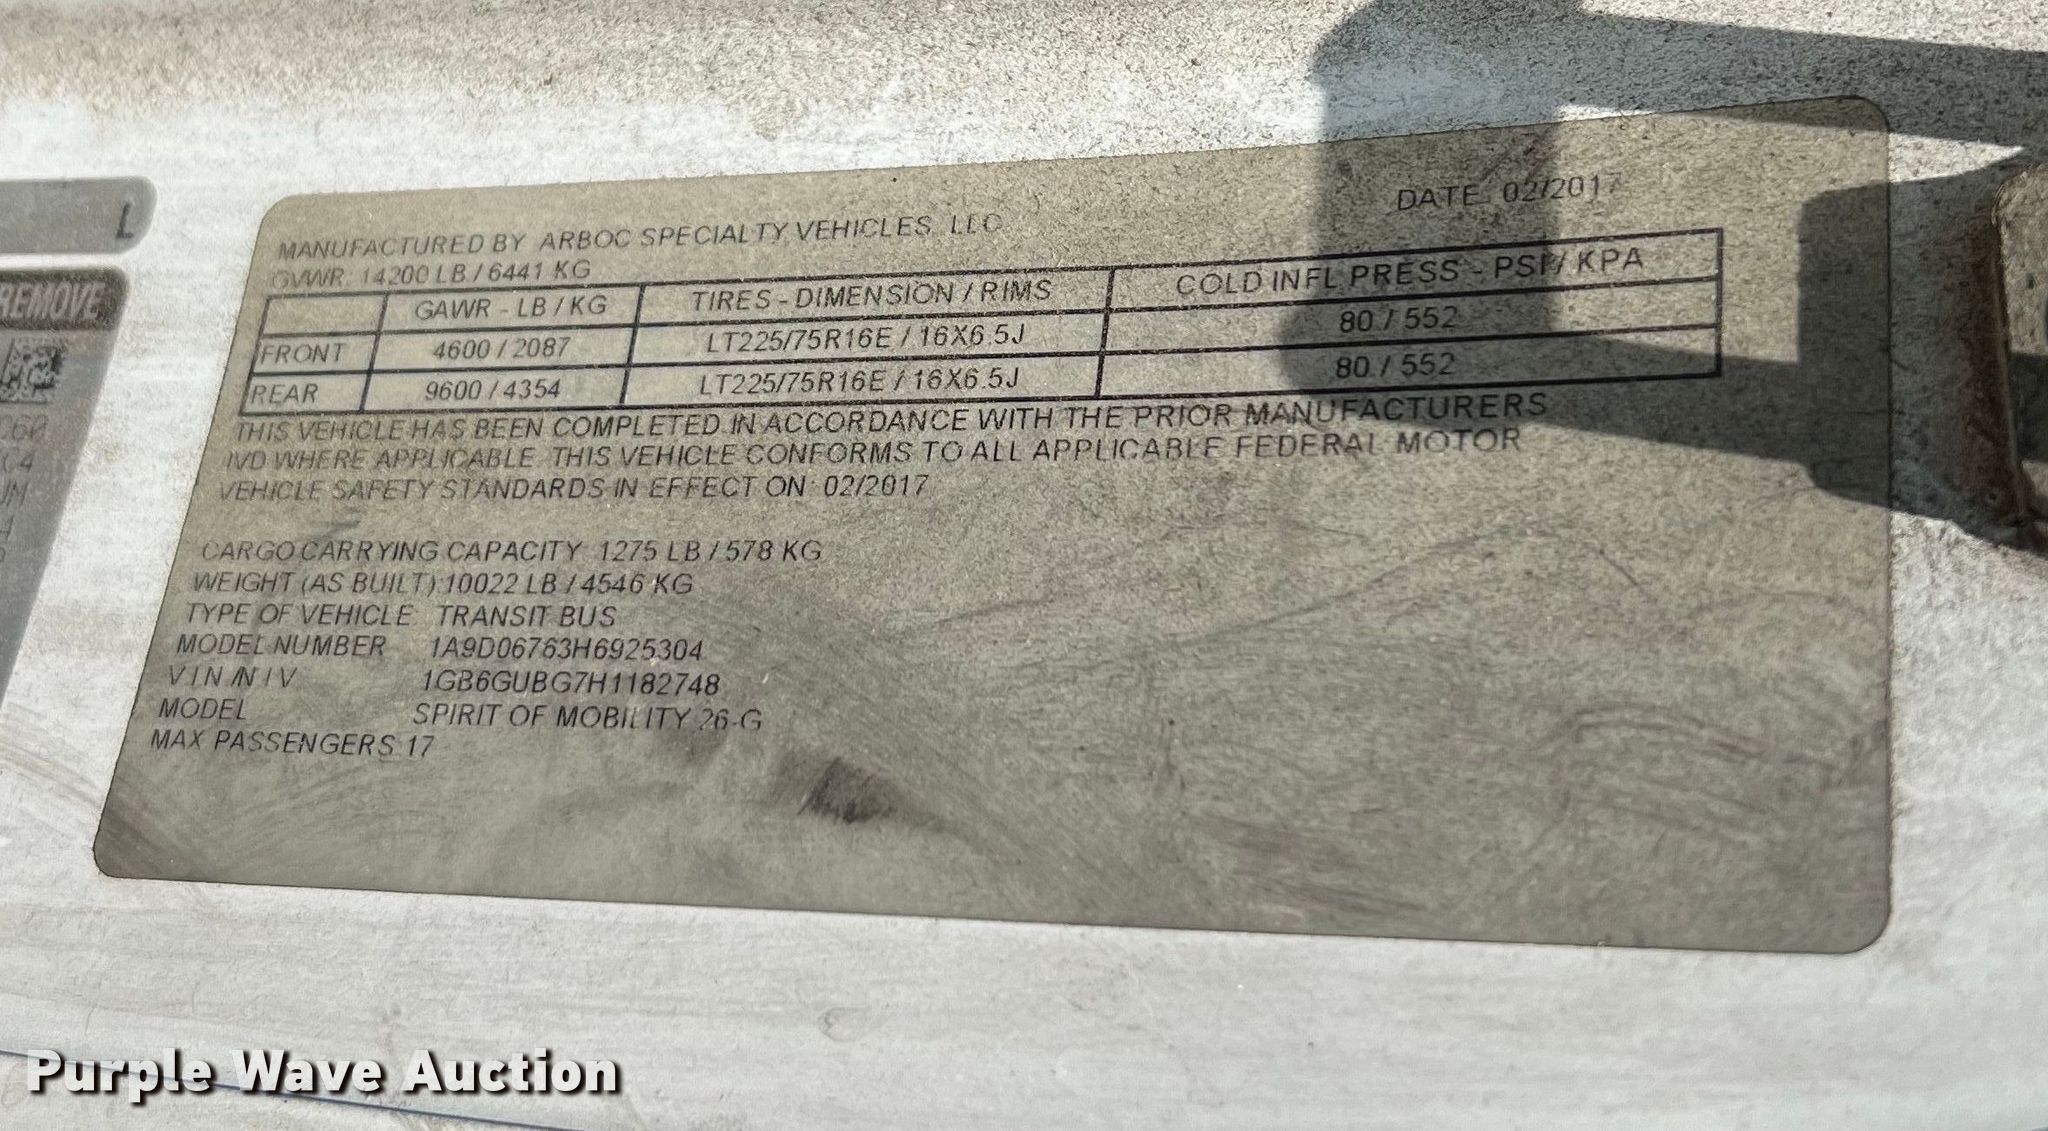 MANUFACTURED BY ARBOC SPECIALTY VEHICLES, LLC
DATE 02/2017
GVWR 14200 LB / 6441 KG
GAWR - LB / KG TIRES - DIMENSION / RIMS COLD INFL PRESS - PSI / KPA
FRONT 4600 / 2087 LT225/75R16E / 16X6.5J 80 / 552
REAR 9600 / 4354 LT225/75R16E / 16X6.5J 80 / 552
THIS VEHICLE HAS BEEN COMPLETED IN ACCORDANCE WITH THE PRIOR MANUFACTURERS
IVD WHERE APPLICABLE. THIS VEHICLE CONFORMS TO ALL APPLICABLE FEDERAL MOTOR
VEHICLE SAFETY STANDARDS IN EFFECT ON: 02/2017
CARGO CARRYING CAPACITY 1275 LB / 578 KG
WEIGHT (AS BUILT) 10022 LB / 4546 KG
TYPE OF VEHICLE: TRANSIT BUS
MODEL NUMBER 1A9D06763H6925304
V I N /N I V 1GB6GUBG7H1182748
MODEL SPIRIT OF MOBILITY 26-G
MAX PASSENGERS:17
L
REMOVE
Purple Wave Auction